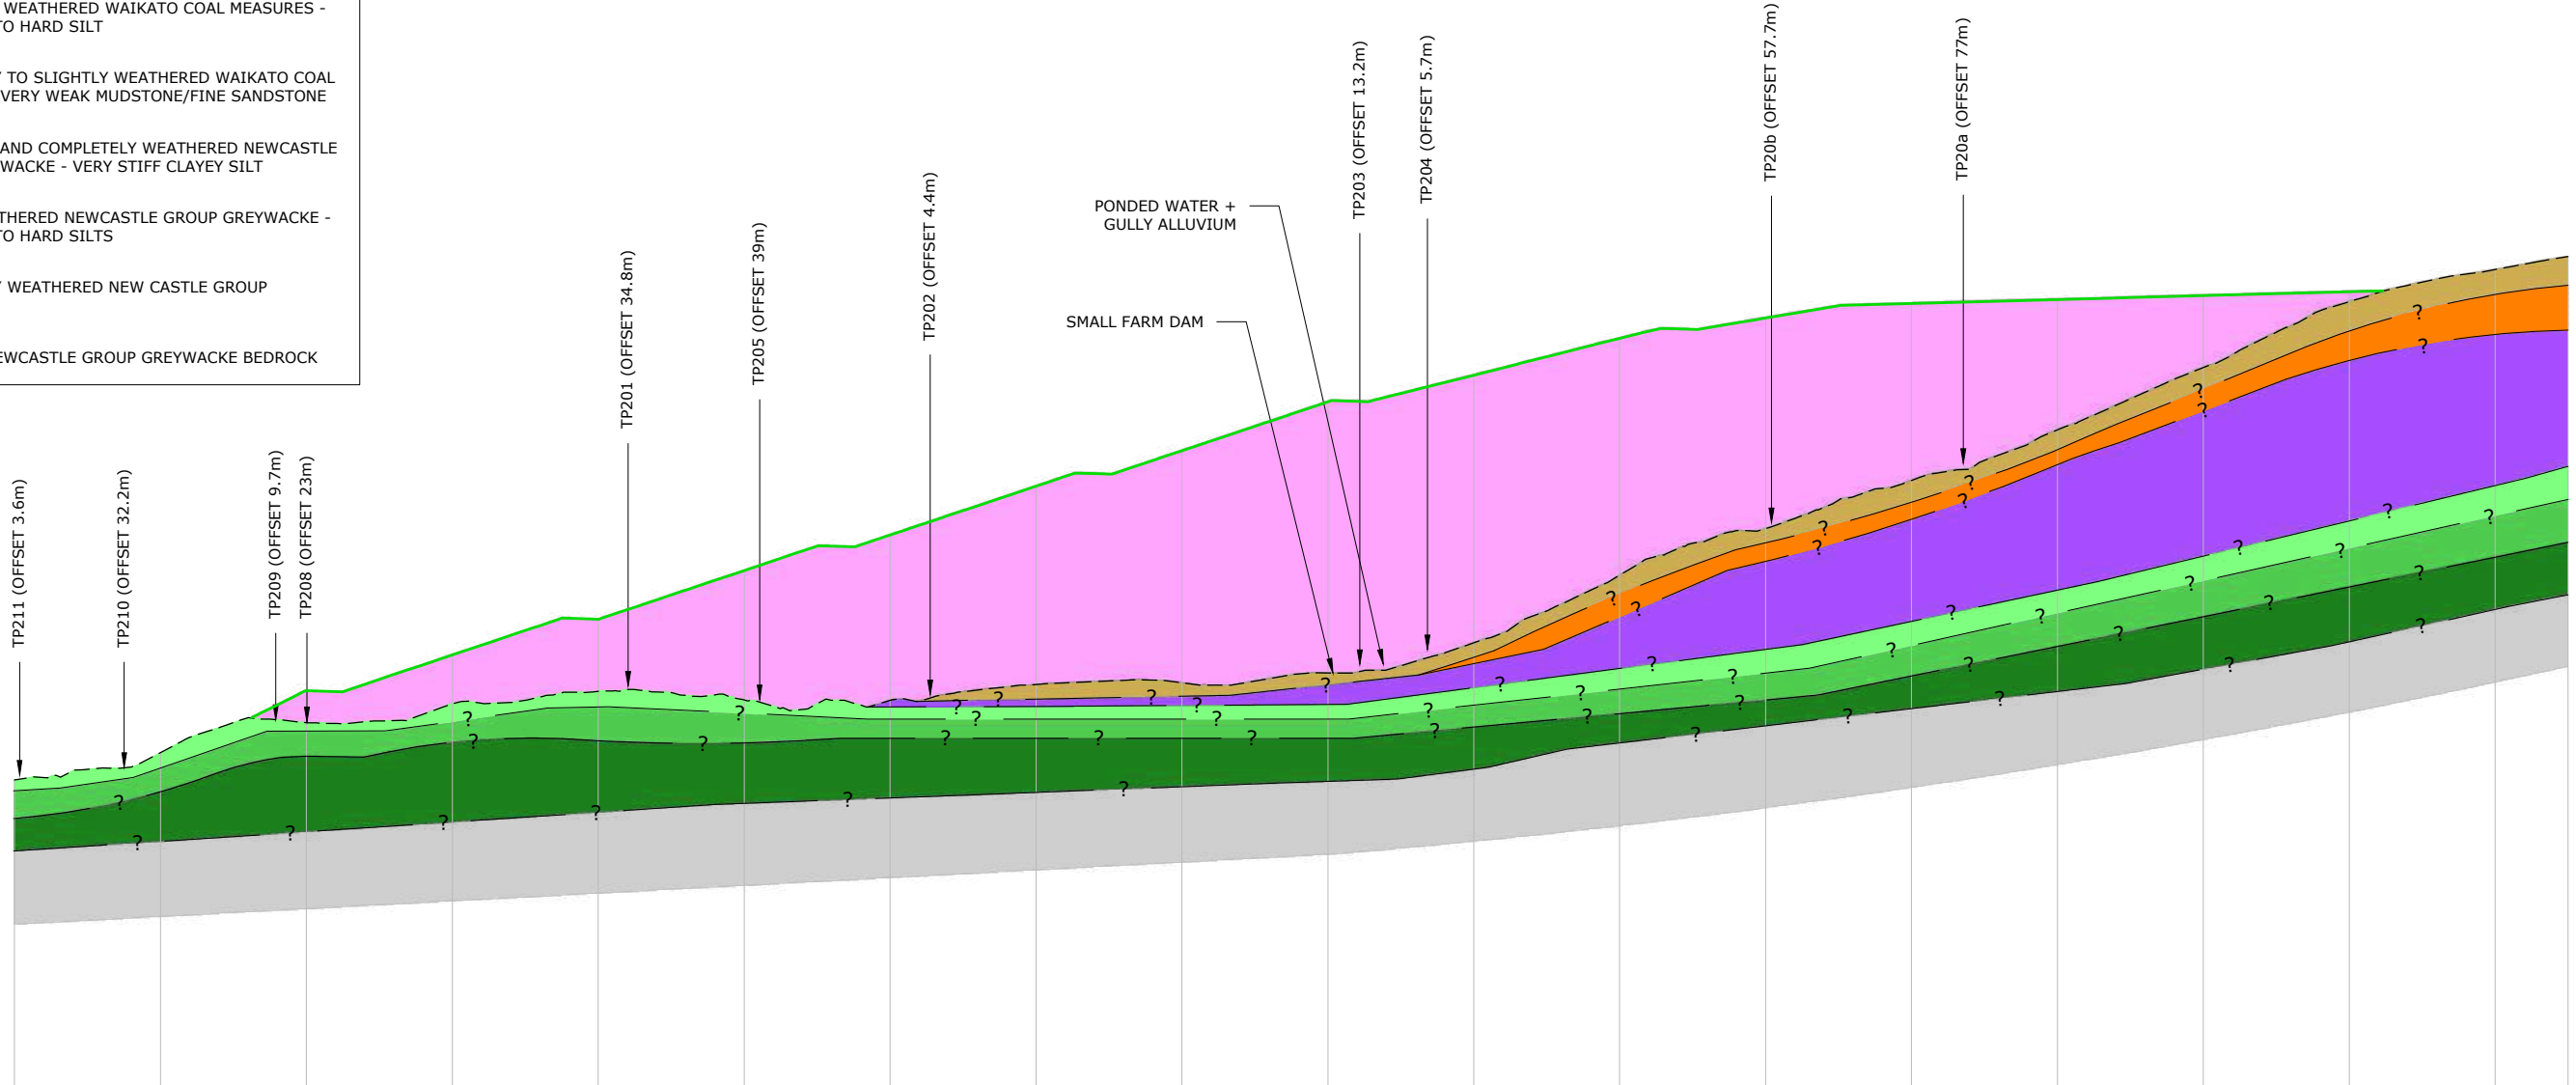 WEATHERED WAIKATO COAL MEASURES -
TO HARD SILT
TO SLIGHTLY WEATHERED WAIKATO COAL
VERY WEAK MUDSTONE/FINE SANDSTONE
AND COMPLETELY WEATHERED NEWCASTLE
WACKE - VERY STIFF CLAYEY SILT
THERED NEWCASTLE GROUP GREYWACKE -
TO HARD SILTS
WEATHERED NEW CASTLE GROUP
EWCASTLE GROUP GREYWACKE BEDROCK
TP211 (OFFSET 3.6m)
TP210 (OFFSET 32.2m)
TP209 (OFFSET 9.7m)
TP208 (OFFSET 23m)
TP201 (OFFSET 34.8m)
TP205 (OFFSET 39m)
TP202 (OFFSET 4.4m)
PONDED WATER +
GULLY ALLUVIUM
SMALL FARM DAM
TP203 (OFFSET 13.2m)
TP204 (OFFSET 5.7m)
TP20b (OFFSET 57.7m)
TP20a (OFFSET 77m)